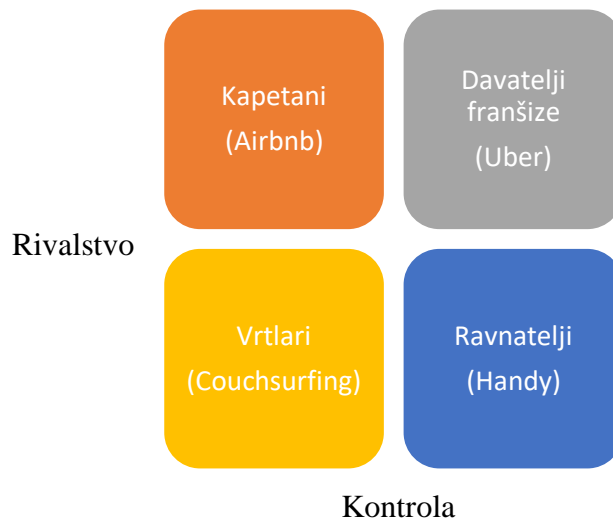 Kapetani
(Airbnb)
Davatelji
franšize
(Uber)
Rivalstvo
Vrtlari
(Couchsurfing)
Ravnatelji
(Handy)
Kontrola